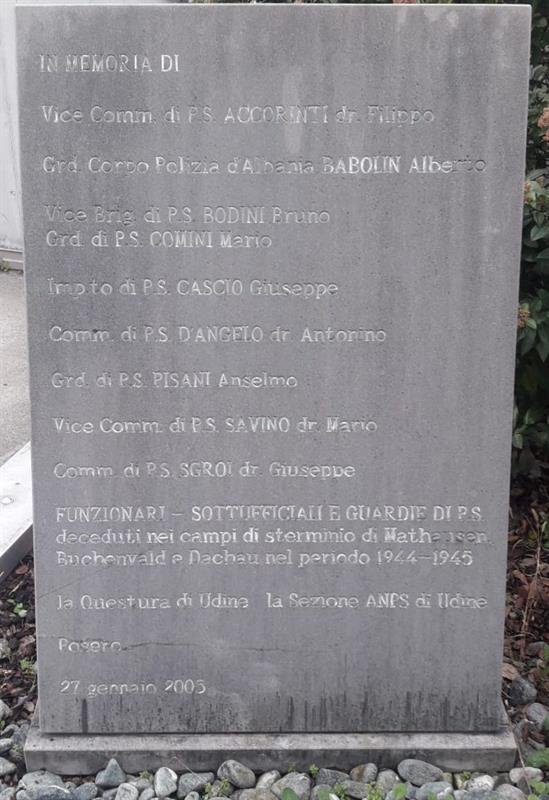 IN MEMORIA DI
Vice Comm. di P.S. ACCORINTI dr. Filippo
Grd. Corpo Polizia d'Albania BABOLIN Alberto
Vice Brig. di P.S. BODINI Bruno
Grd. di P.S. COMINI Mario
Imp.to di P.S. CASCIO Giuseppe
Comm. di P.S. D'ANGELO dr. Antonino
Grd. di P.S. PISANI Anselmo
Vice Comm. di P.S. SAVINO dr. Mario
Comm. di P.S. SGROI dr. Giuseppe
FUNZIONARI - SOTTUFFICIALI E GUARDIE DI P.S.
deceduti nei campi di sterminio di Mathausen,
Buchenvald e Dachau nel periodo 1944-1945
la Questura di Udine la Sezione ANPS di Udine
Posero
27 gennaio 2005